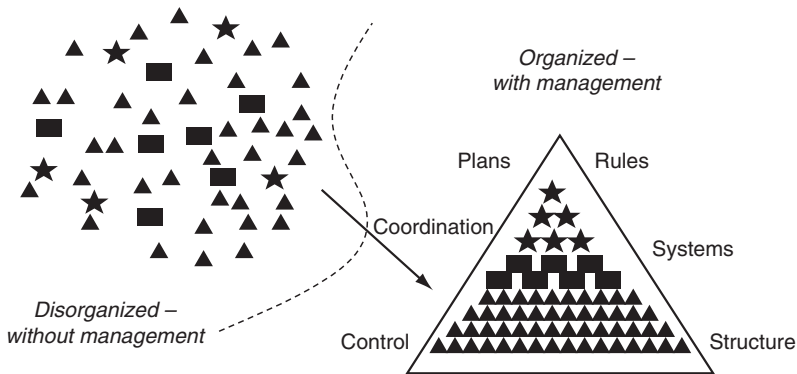 Organized –
with management
Plans
Rules
Coordination
Systems
Disorganized –
without management
Control
Structure